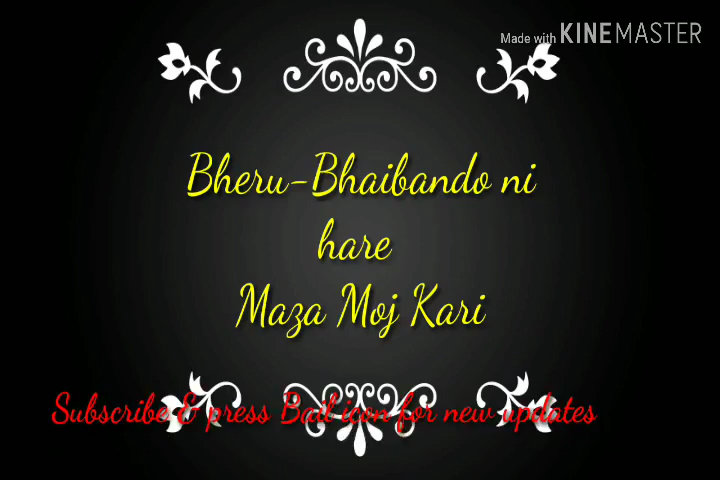 Made with KINEMASTER
Bheru-Bhaibando ni
hare
Maza Moj Kari
Subscribe & press Bail icon for new updates